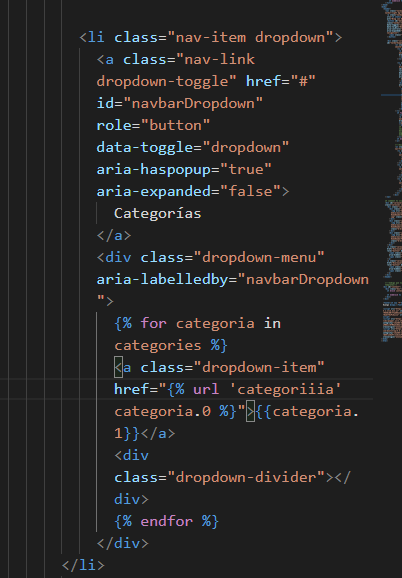 <li class="nav-item dropdown">
<a class="nav-link
dropdown-toggle" href="#"
id="navbarDropdown"
role="button"
data-toggle="dropdown"
aria-haspopup="true"
aria-expanded="false">
Categorías
</a>
<div class="dropdown-menu"
aria-labelledby="navbarDropdown
">
{% for categoria in
categories %}
<a class="dropdown-item"
href="{% url 'categoriiia'
categoria.0 %}">{{categoria.
1}}</a>
<div
class="dropdown-divider"></
div>
{% endfor %}
</div>
</li>